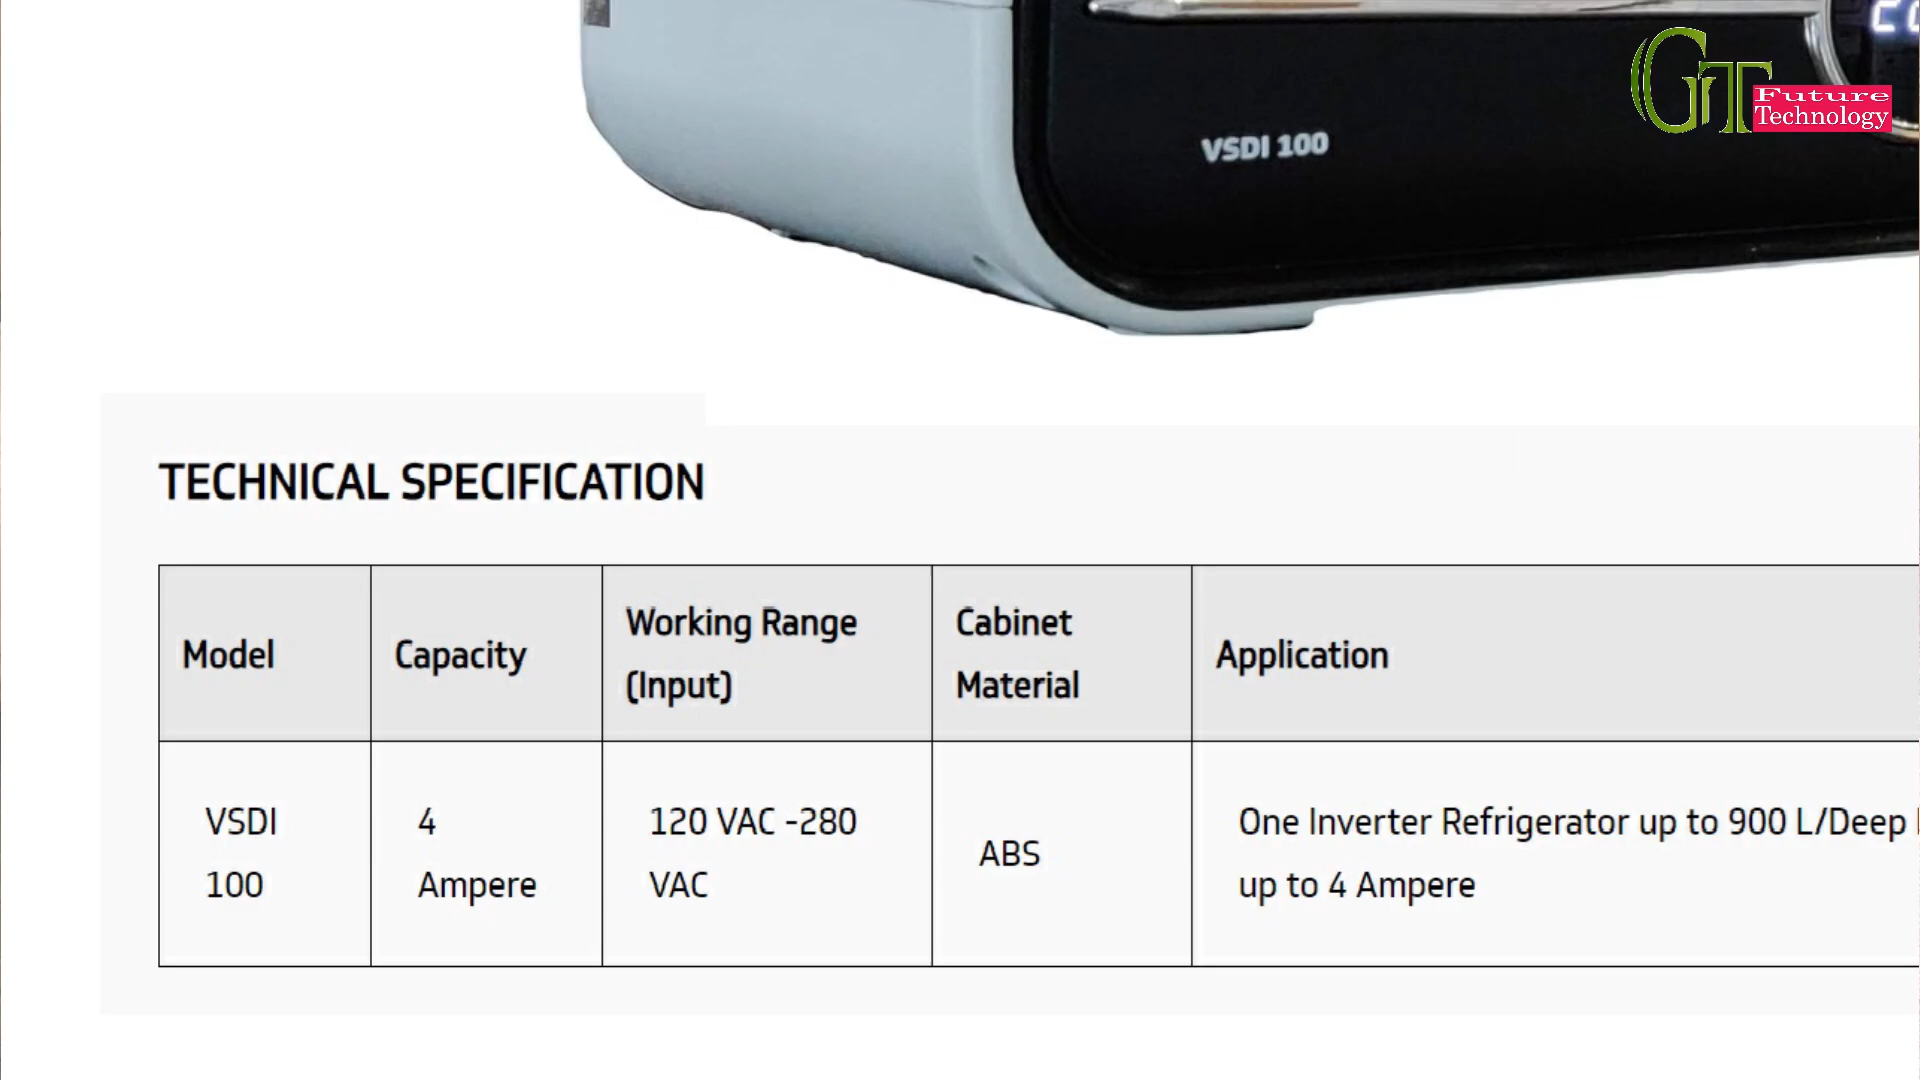 GT
Future
Technology
VSDI 100
TECHNICAL SPECIFICATION
Model
Capacity
Working Range
(Input)
Cabinet
Material
Application
VSDI
100
4
Ampere
120 VAC -280
VAC
ABS
One Inverter Refrigerator up to 900 L/Deep
up to 4 Ampere